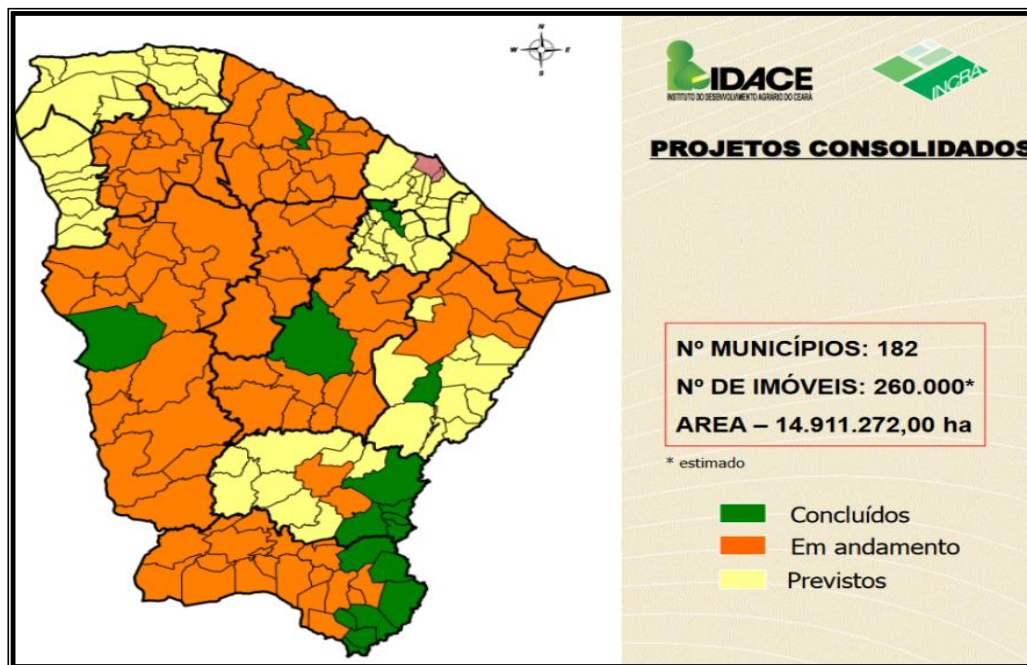 N
W E
S
IDACE
INSTITUTO DO DESENVOLVIMENTO AGRÁRIO DO CEARÁ
INCRA
PROJETOS CONSOLIDADOS
Nº MUNICÍPIOS: 182
Nº DE IMÓVEIS: 260.000*
AREA – 14.911.272,00 ha
* estimado
Concluídos
Em andamento
Previstos